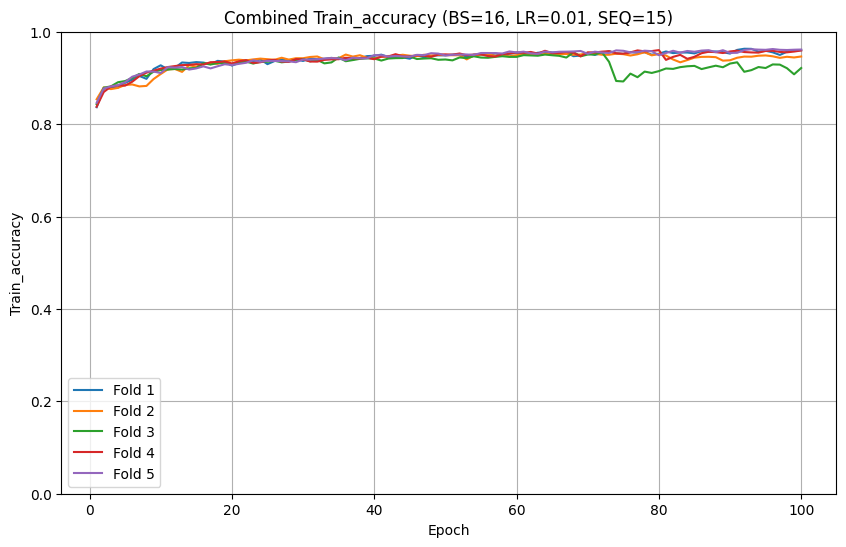 Combined Train_accuracy (BS=16, LR=0.01, SEQ=15)
Train_accuracy
1.0
0.8
0.6
0.4
0.2
0.0
Fold 1
Fold 2
Fold 3
Fold 4
Fold 5
0
20
40
60
80
100
Epoch